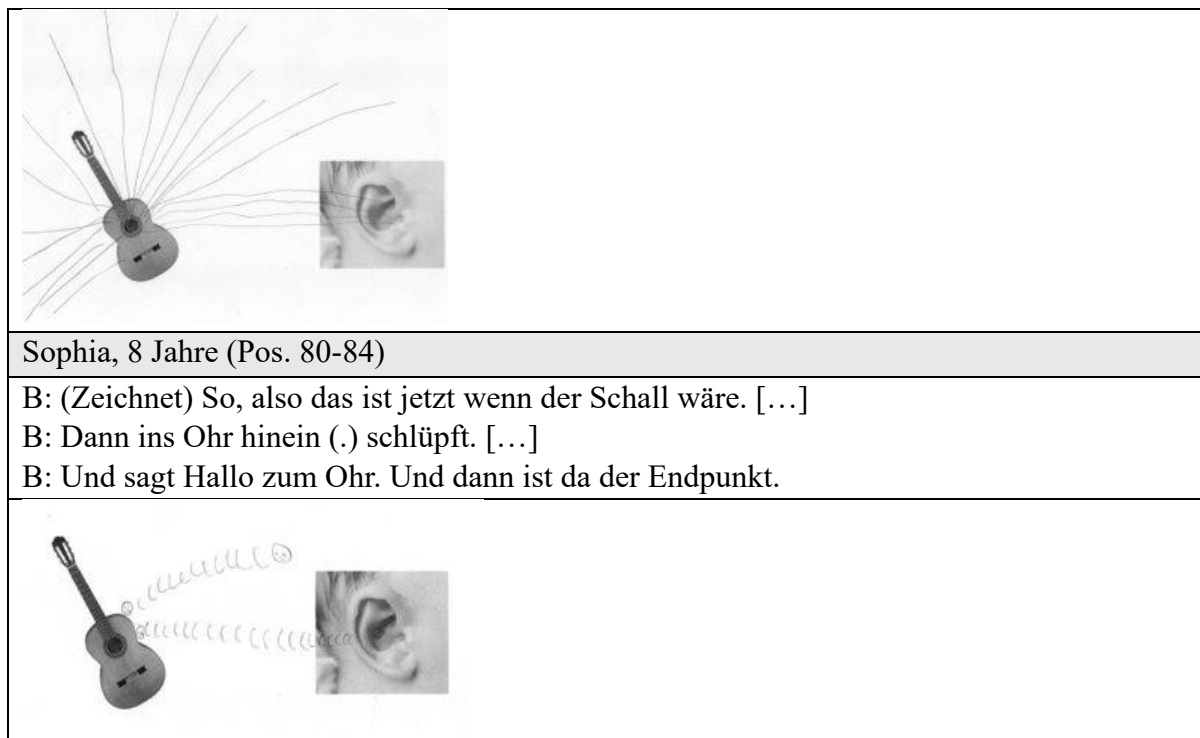 Sophia, 8 Jahre (Pos. 80-84)
B: (Zeichnet) So, also das ist jetzt wenn der Schall wäre. […]
B: Dann ins Ohr hinein (.) schlüpft. […]
B: Und sagt Hallo zum Ohr. Und dann ist da der Endpunkt.